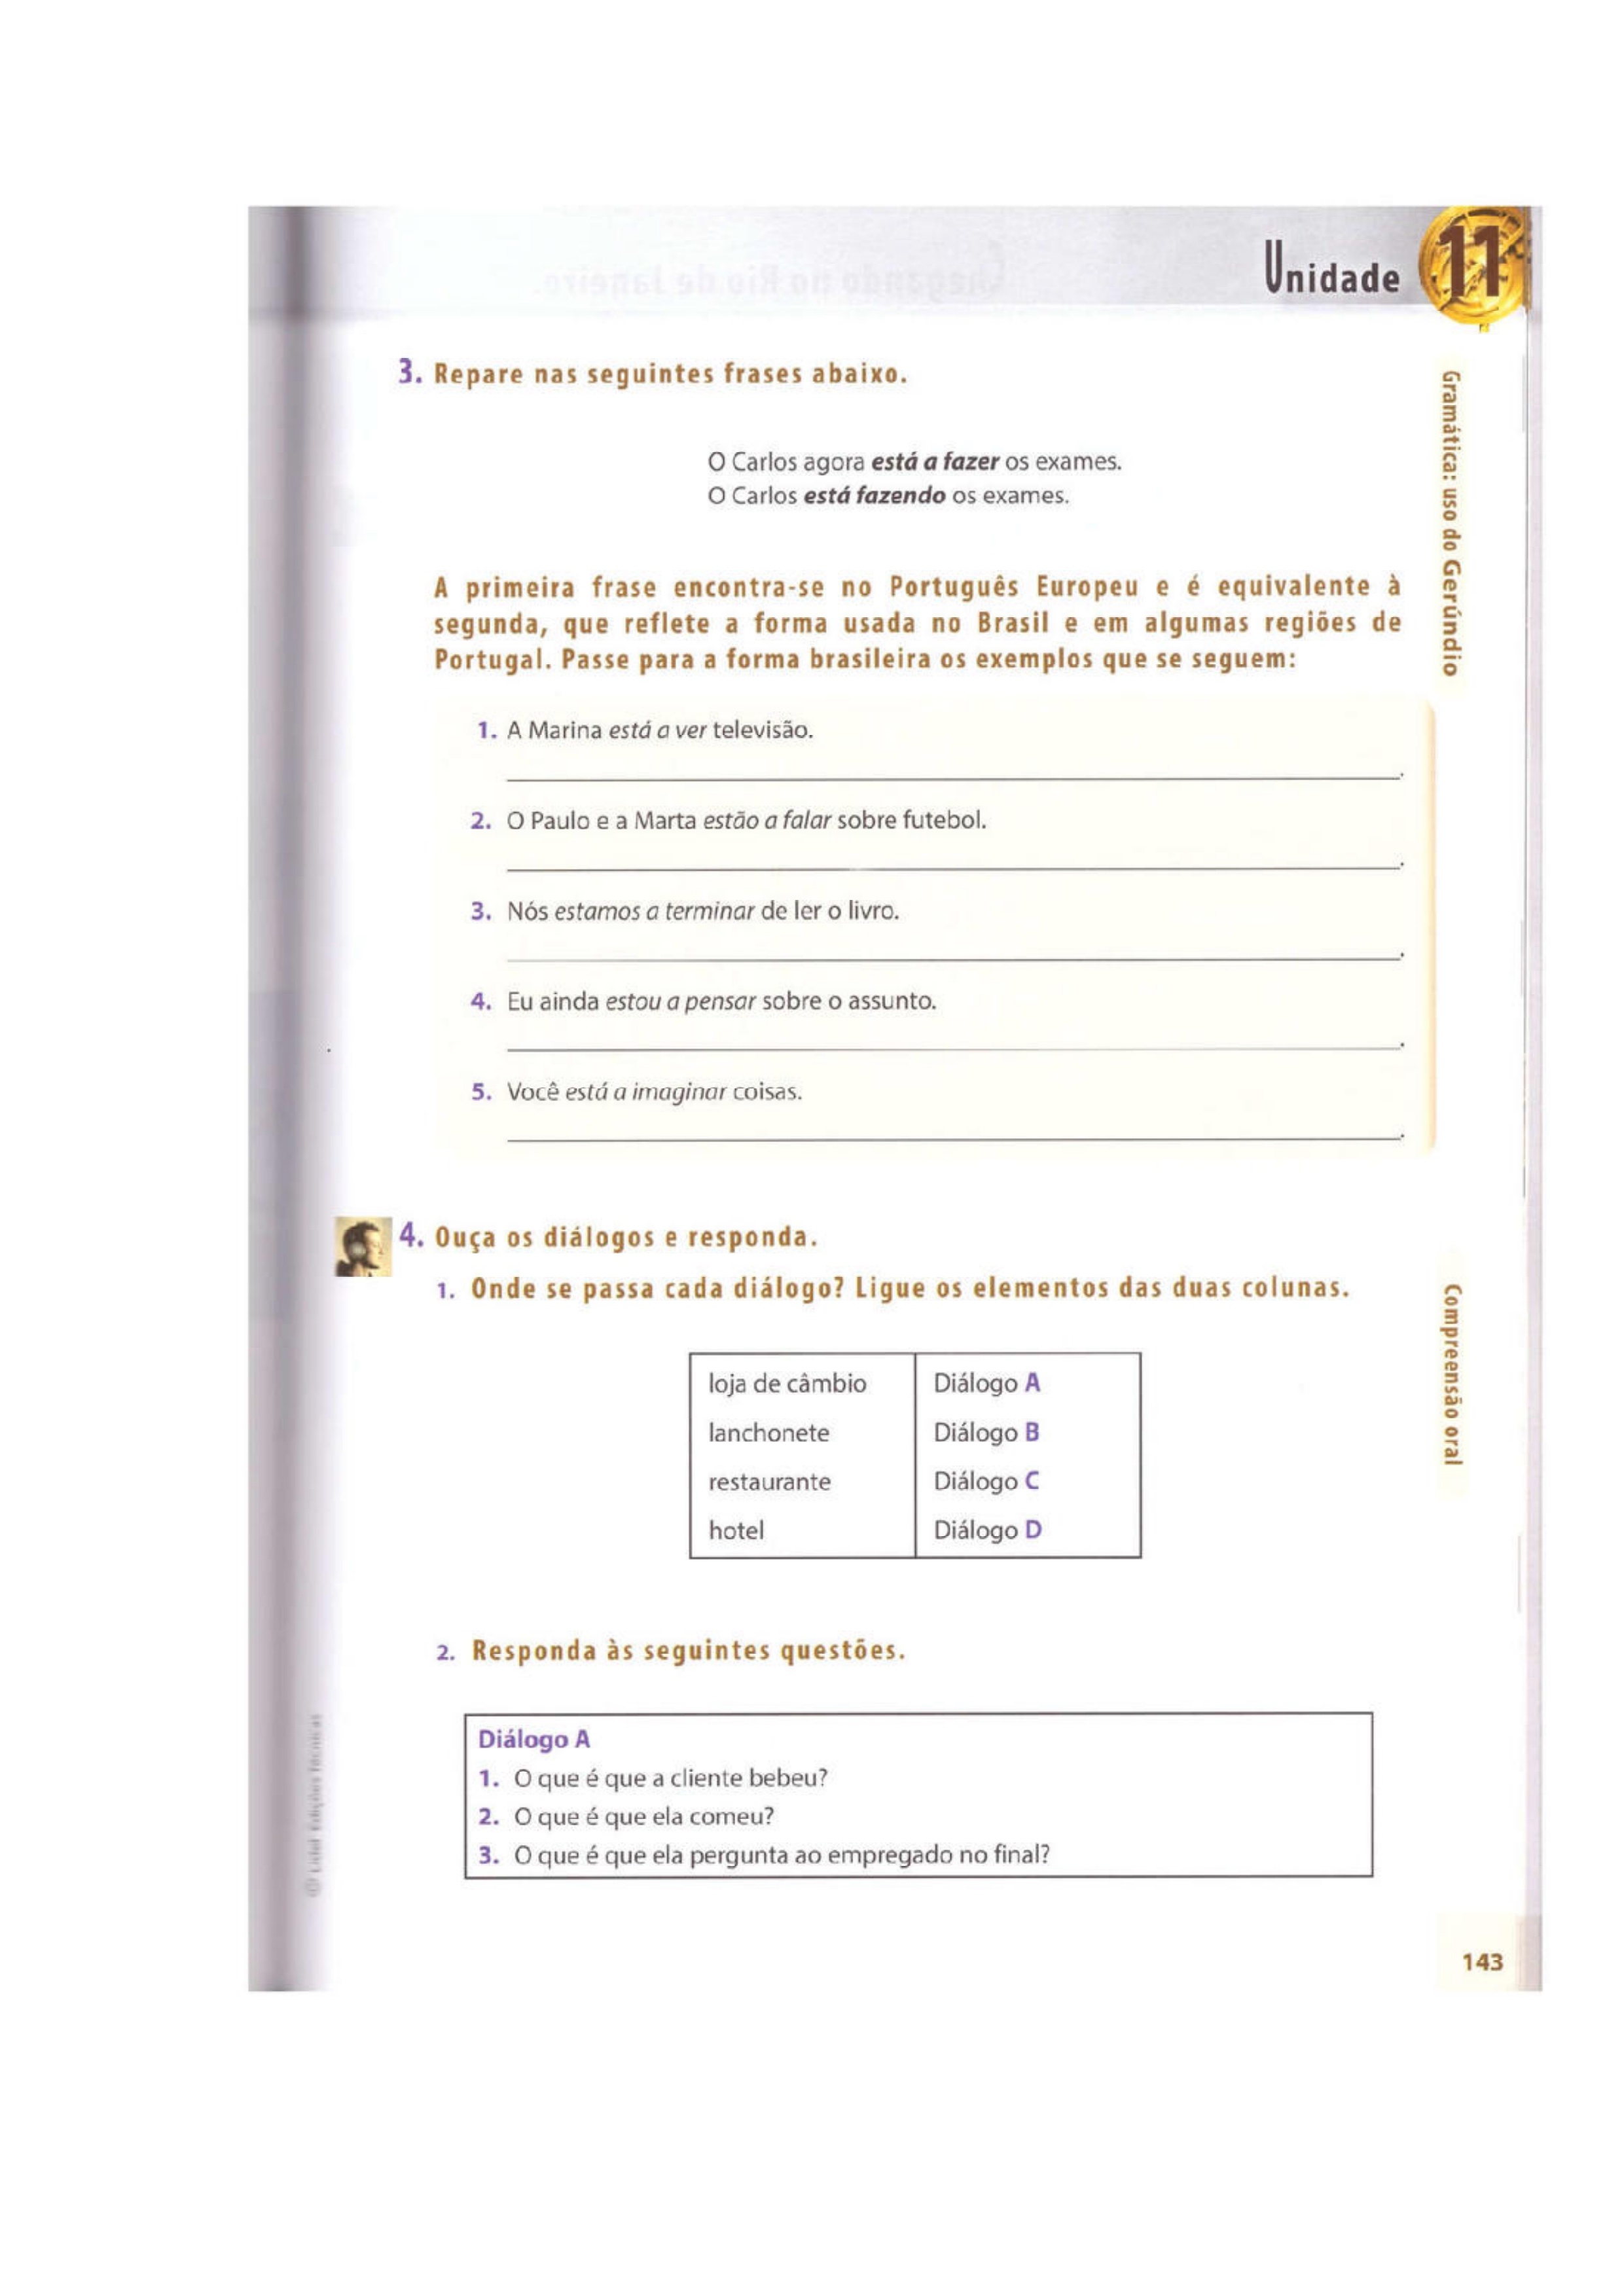 Unidade 11
3. Repare nas seguintes frases abaixo.
O Carlos agora está a fazer os exames.
O Carlos está fazendo os exames.
A primeira frase encontra-se no Português Europeu e é equivalente à
segunda, que reflete a forma usada no Brasil e em algumas regiões de
Portugal. Passe para a forma brasileira os exemplos que se seguem:
1. A Marina está a ver televisão.
2. O Paulo e a Marta estão a falar sobre futebol.
3. Nós estamos a terminar de ler o livro.
4. Eu ainda estou a pensar sobre o assunto.
5. Você está a imaginar coisas.
Gramática: uso do Gerúndio
4. Ouça os diálogos e responda.
1. Onde se passa cada diálogo? Ligue os elementos das duas colunas.
loja de câmbio Diálogo A
lanchonete Diálogo B
restaurante Diálogo C
hotel Diálogo D
Compreensão oral
2. Responda às seguintes questões.
Diálogo A
1. O que é que a cliente bebeu?
2. O que é que ela comeu?
3. O que é que ela pergunta ao empregado no final?
© Lidel Edições Técnicas
143